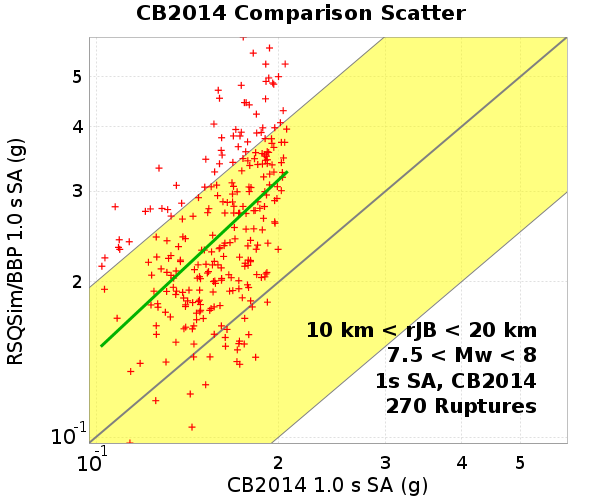 CB2014 Comparison Scatter
RSQSim/BBP 1.0 s SA (g)
5
4
3
2
10-1
10 km < rJB < 20 km
7.5 < Mw < 8
1s SA, CB2014
270 Ruptures
10-1 2 3 4 5
CB2014 1.0 s SA (g)